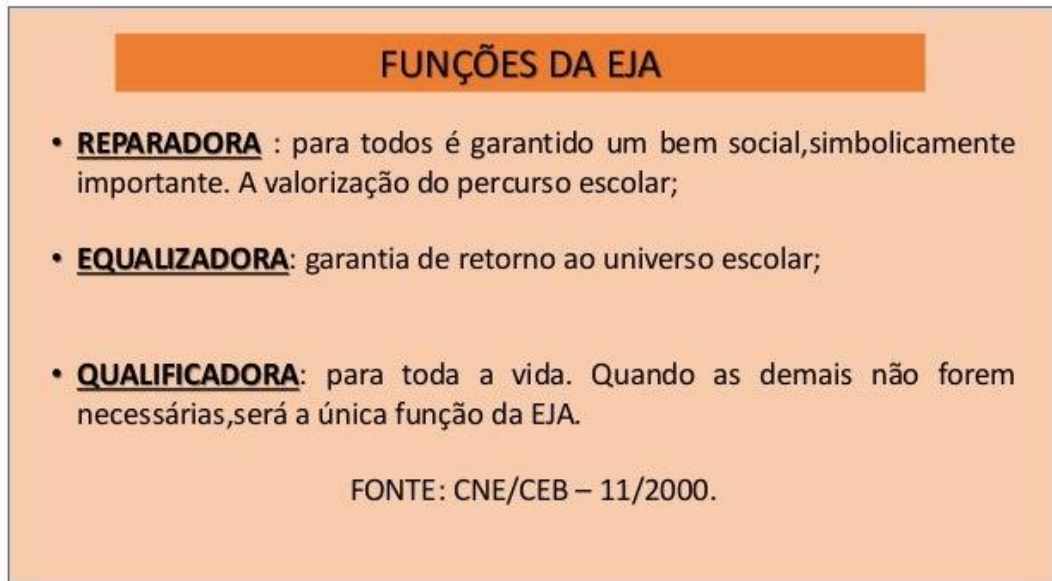 FUNÇÕES DA EJA
• REPARADORA : para todos é garantido um bem social,simbolicamente
importante. A valorização do percurso escolar;
• EQUALIZADORA: garantia de retorno ao universo escolar;
• QUALIFICADORA: para toda a vida. Quando as demais não forem
necessárias,será a única função da EJA.
FONTE: CNE/CEB – 11/2000.